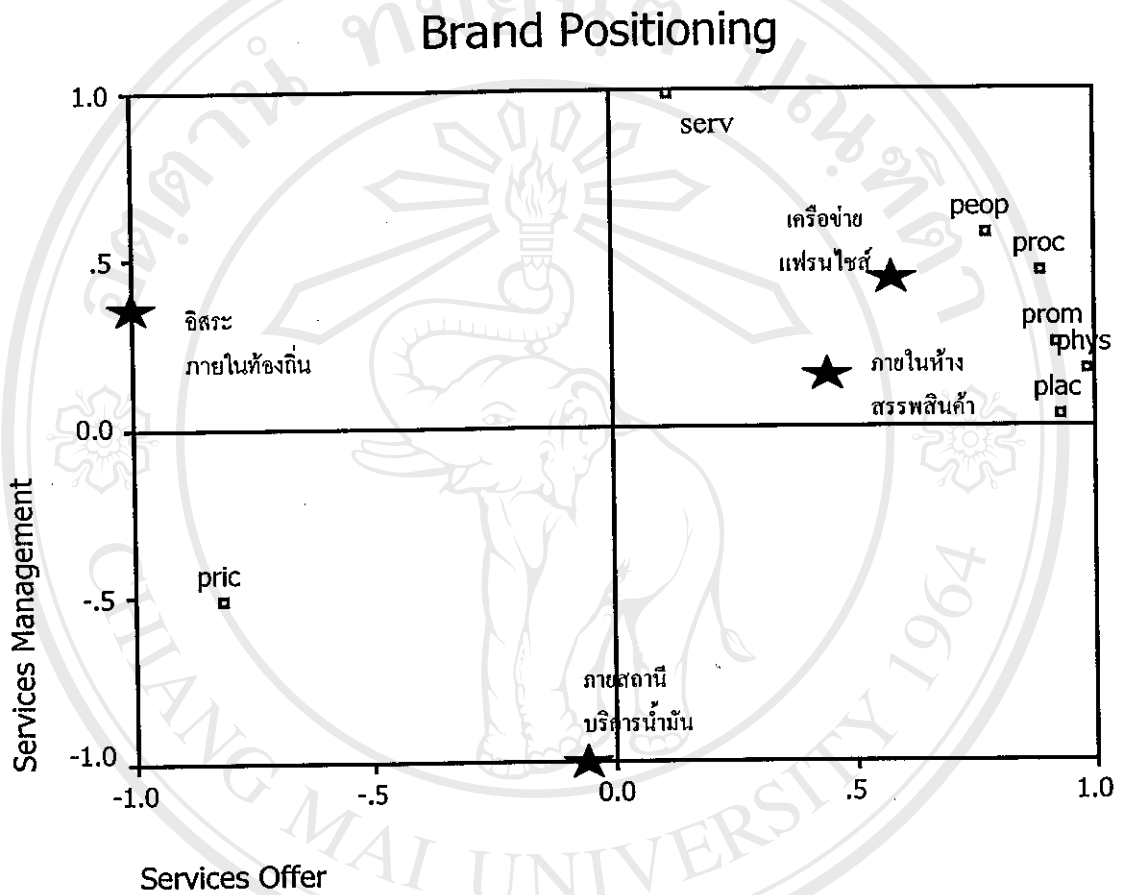 Brand Positioning
1.0
serv
peop
เครือข่าย
แฟรนไชส์
proc
.5
อิสระ
ภายในท้องถิ่น
prom
phys
ภายในห้าง
สรรพสินค้า
plac
0.0
Services Management
pric
-.5
ภายสถานี
บริการน้ำมัน
-1.0
-1.0
-.5
0.0
.5
1.0
Services Offer
CHIANG MAI UNIVERSITY 1964